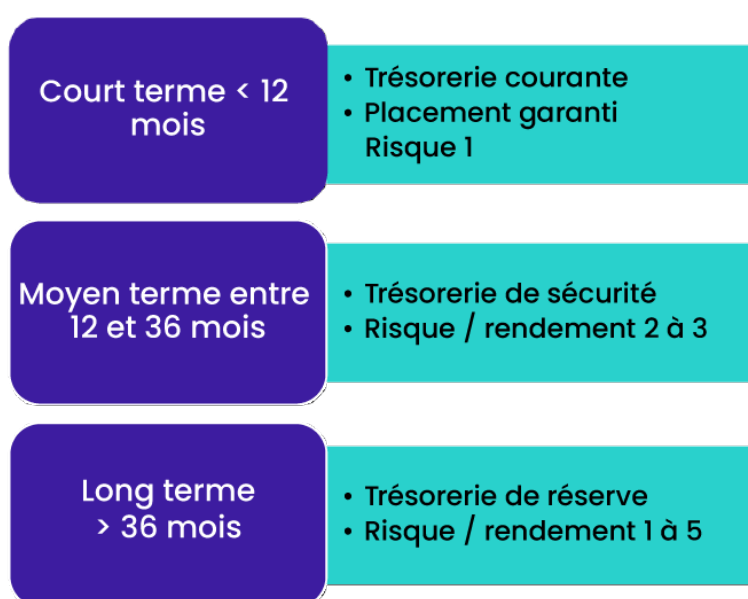 Court terme < 12
mois
• Trésorerie courante
• Placement garanti
Risque 1
Moyen terme entre
12 et 36 mois
• Trésorerie de sécurité
• Risque / rendement 2 à 3
Long terme
> 36 mois
• Trésorerie de réserve
• Risque / rendement 1 à 5